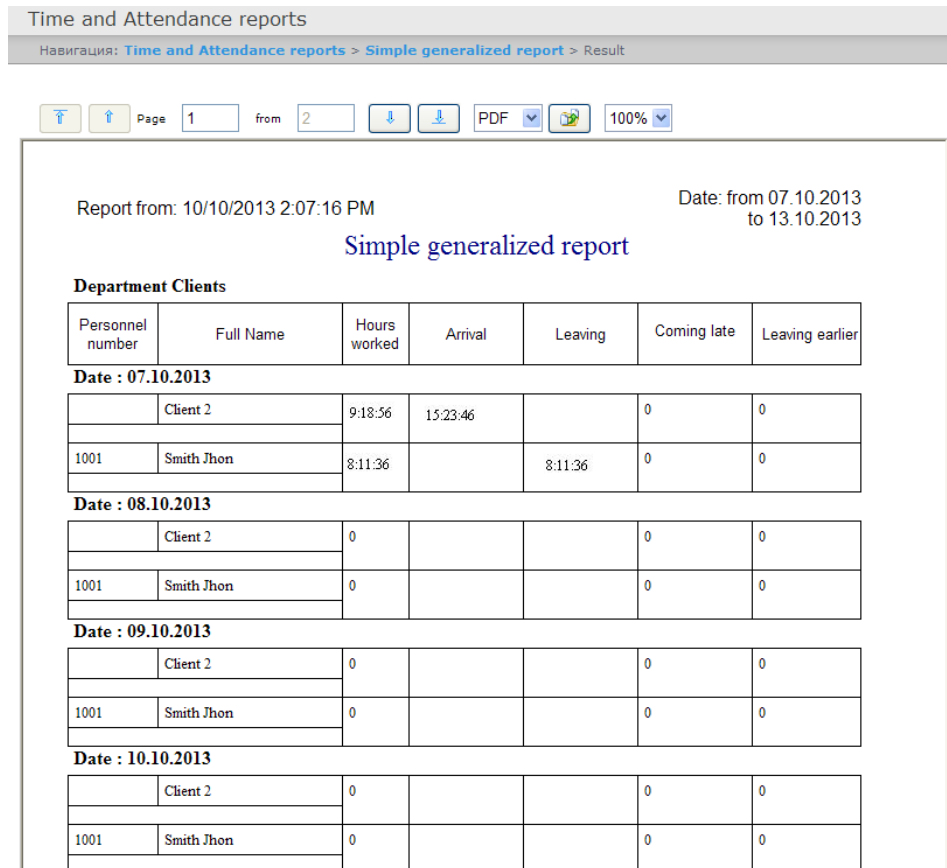 Time and Attendance reports
Навигация: Time and Attendance reports > Simple generalized report > Result
Page 1 from 2 PDF 100%
Report from: 10/10/2013 2:07:16 PM
Date: from 07.10.2013
to 13.10.2013
Simple generalized report
Department Clients
Personnel number Full Name Hours worked Arrival Leaving Coming late Leaving earlier
Date : 07.10.2013
Client 2 9:18:56 15:23:46 0 0
1001 Smith Jhon 8:11:36 8:11:36 0 0
Date : 08.10.2013
Client 2 0 0 0
1001 Smith Jhon 0 0 0
Date : 09.10.2013
Client 2 0 0 0
1001 Smith Jhon 0 0 0
Date : 10.10.2013
Client 2 0 0 0
1001 Smith Jhon 0 0 0